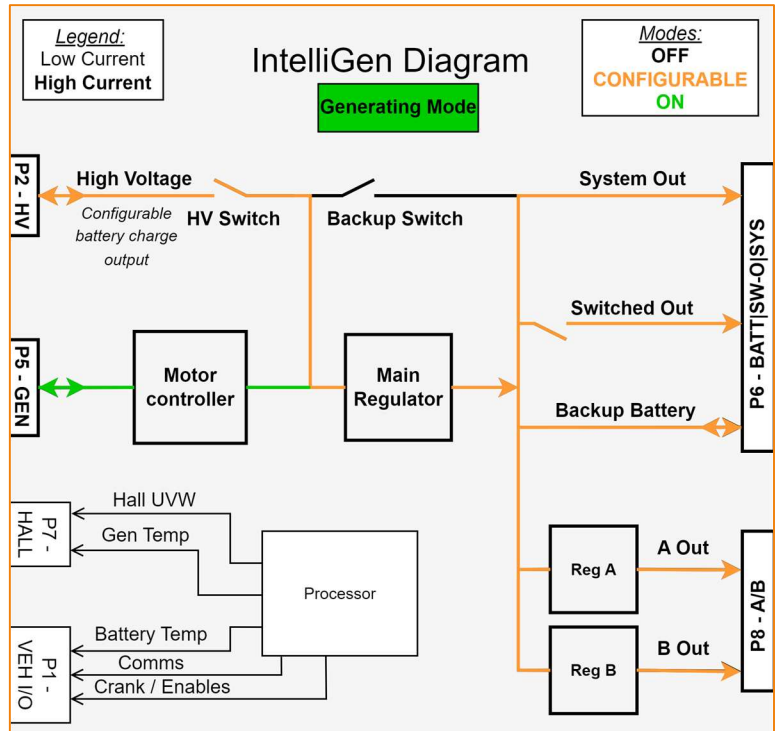 Legend:
Low Current
High Current
IntelliGen Diagram
Generating Mode
Modes:
OFF
CONFIGURABLE
ON
P2 - HV
High Voltage
Configurable
battery charge
output
HV Switch
Backup Switch
System Out
Switched Out
Backup Battery
P6 - BATT|SW-O|SYS
P5 - GEN
Motor
controller
Main
Regulator
P7 -
HALL
Hall UVW
Gen Temp
Processor
P1 -
VEH I/O
Battery Temp
Comms
Crank / Enables
Reg A
A Out
Reg B
B Out
P8 - A/B